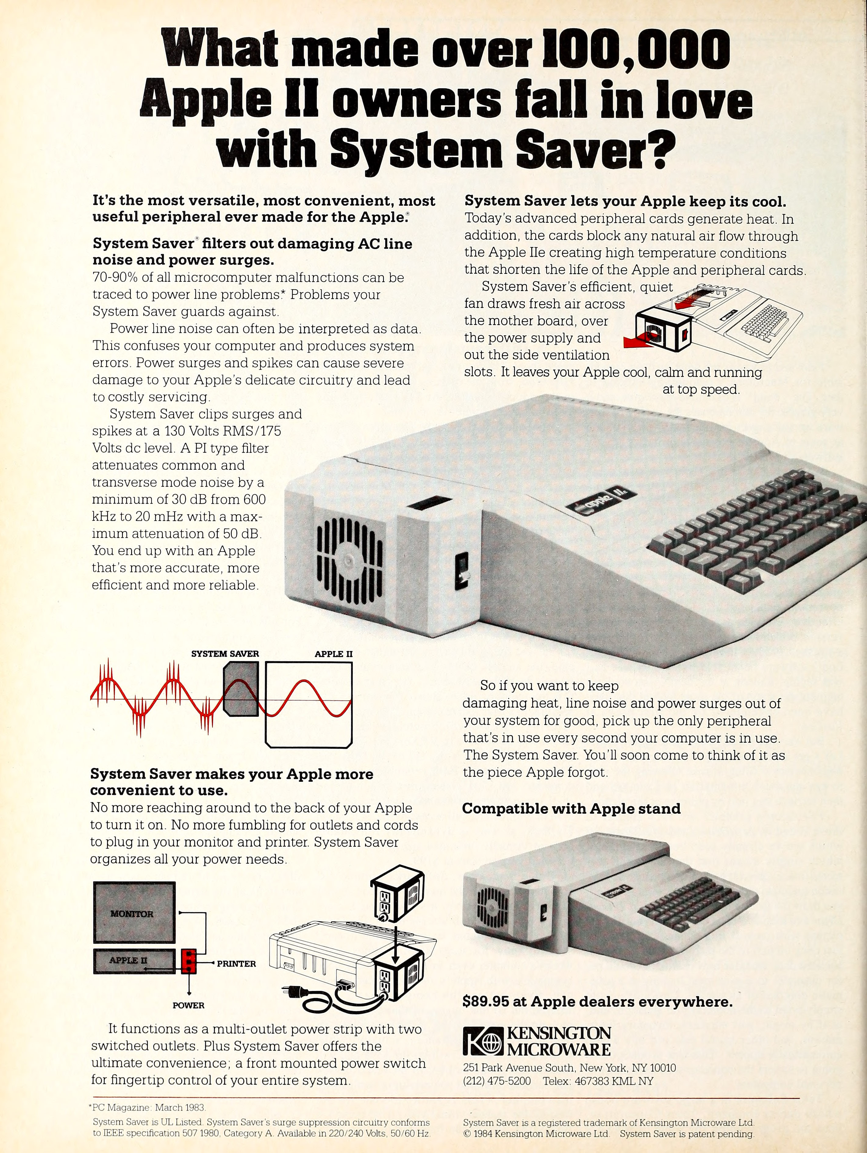 What made over 100,000
Apple II owners fall in love
with System Saver?
It's the most versatile, most convenient, most
useful peripheral ever made for the Apple.®
System Saver® filters out damaging AC line
noise and power surges.
70-90% of all microcomputer malfunctions can be
traced to power line problems.* Problems your
System Saver guards against.
Power line noise can often be interpreted as data.
This confuses your computer and produces system
errors. Power surges and spikes can cause severe
damage to your Apple's delicate circuitry and lead
to costly servicing.
System Saver clips surges and
spikes at a 130 Volts RMS/175
Volts dc level. A PI type filter
attenuates common and
transverse mode noise by a
minimum of 30 dB from 600
kHz to 20 mHz with a max-
imum attenuation of 50 dB.
You end up with an Apple
that's more accurate, more
efficient and more reliable.
SYSTEM SAVER
APPLE II
System Saver makes your Apple more
convenient to use.
No more reaching around to the back of your Apple
to turn it on. No more fumbling for outlets and cords
to plug in your monitor and printer. System Saver
organizes all your power needs.
MONITOR
APPLE II
PRINTER
POWER
It functions as a multi-outlet power strip with two
switched outlets. Plus System Saver offers the
ultimate convenience; a front mounted power switch
for fingertip control of your entire system.
System Saver lets your Apple keep its cool.
Today's advanced peripheral cards generate heat. In
addition, the cards block any natural air flow through
the Apple IIe creating high temperature conditions
that shorten the life of the Apple and peripheral cards.
System Saver's efficient, quiet
fan draws fresh air across
the mother board, over
the power supply and
out the side ventilation
slots. It leaves your Apple cool, calm and running
at top speed.
apple II
So if you want to keep
damaging heat, line noise and power surges out of
your system for good, pick up the only peripheral
that's in use every second your computer is in use.
The System Saver. You'll soon come to think of it as
the piece Apple forgot.
Compatible with Apple stand
$89.95 at Apple dealers everywhere.
KENSINGTON
MICROWARE
251 Park Avenue South, New York, NY 10010
(212) 475-5200 Telex: 467383 KML NY
*PC Magazine: March 1983.
System Saver is UL Listed. System Saver's surge suppression circuitry conforms
to IEEE specification 507 1980, Category A. Available in 220/240 Volts, 50/60 Hz.
System Saver is a registered trademark of Kensington Microware Ltd.
© 1984 Kensington Microware Ltd. System Saver is patent pending.